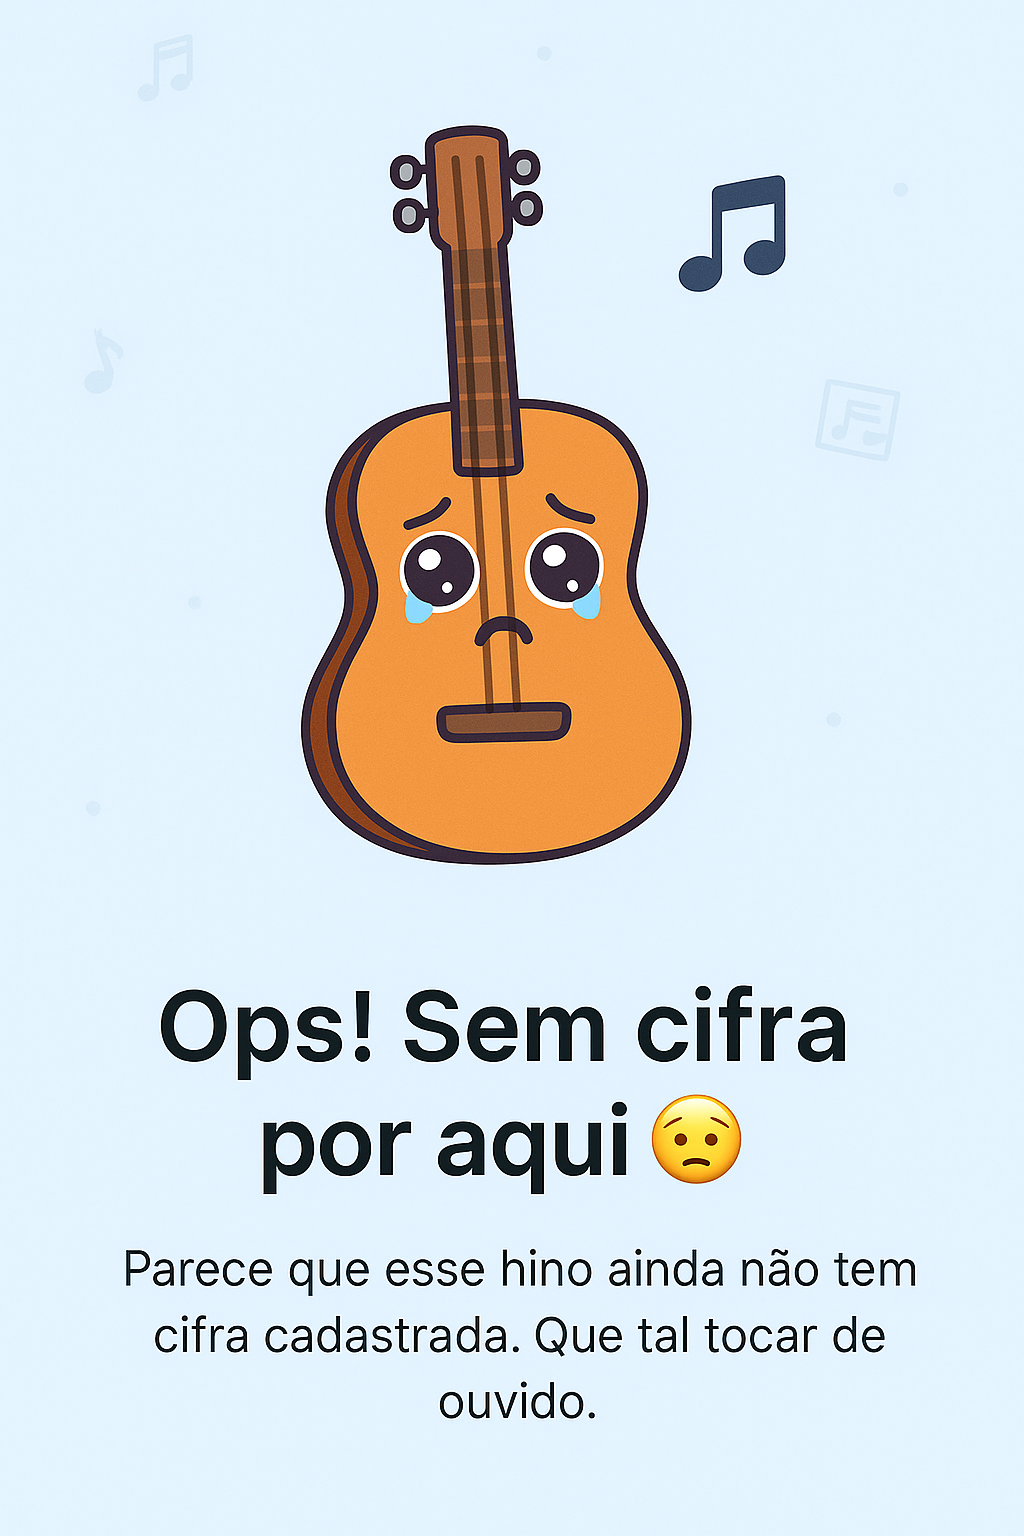 Ops! Sem cifra
por aqui 😟
Parece que esse hino ainda não tem
cifra cadastrada. Que tal tocar de
ouvido.